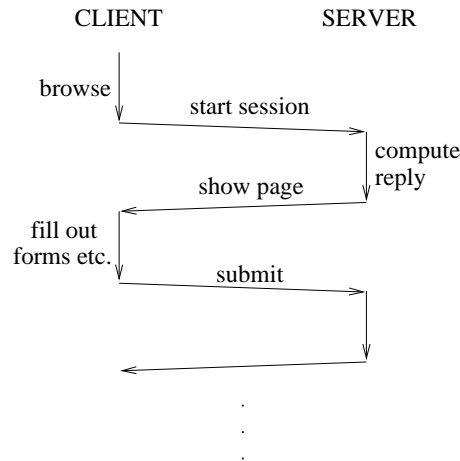 CLIENT SERVER
browse
start session
compute
reply
show page
fill out
forms etc.
submit
.
.
.